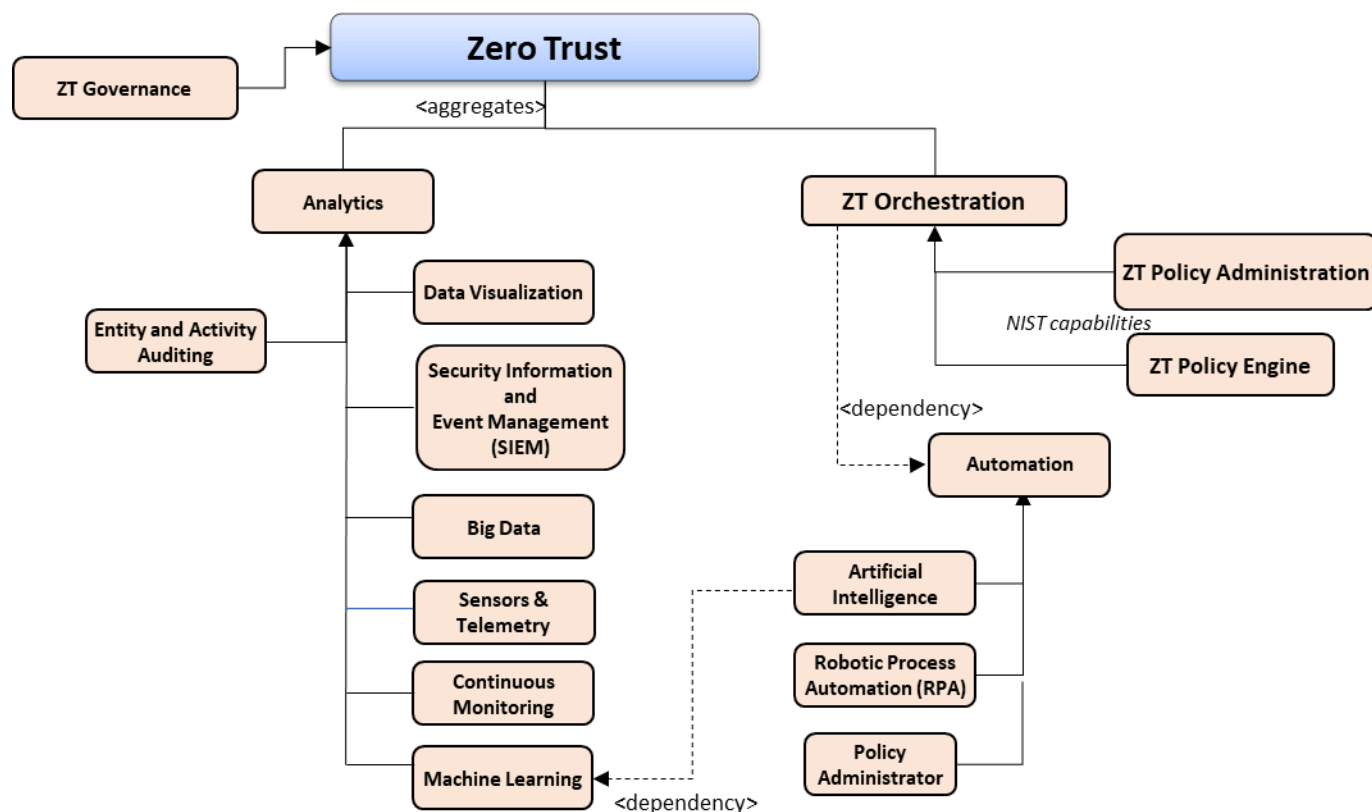 Zero Trust
ZT Governance
<aggregates>
Analytics
ZT Orchestration
Data Visualization
ZT Policy Administration
Entity and Activity
Auditing
NIST capabilities
Security Information
and
Event Management
(SIEM)
ZT Policy Engine
<dependency>
Automation
Big Data
Artificial
Intelligence
Sensors &
Telemetry
Robotic Process
Automation (RPA)
Continuous
Monitoring
Policy
Administrator
Machine Learning
<dependency>